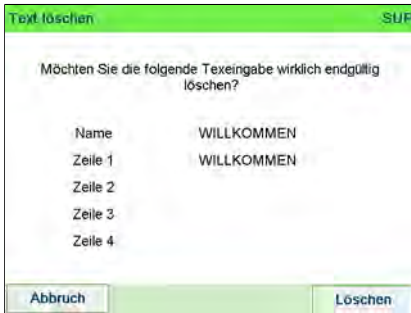 Text löschen SUP
Möchten Sie die folgende Texeingabe wirklich endgültig
löschen?
Name WILLKOMMEN
Zeile 1 WILLKOMMEN
Zeile 2
Zeile 3
Zeile 4
Abbruch Löschen